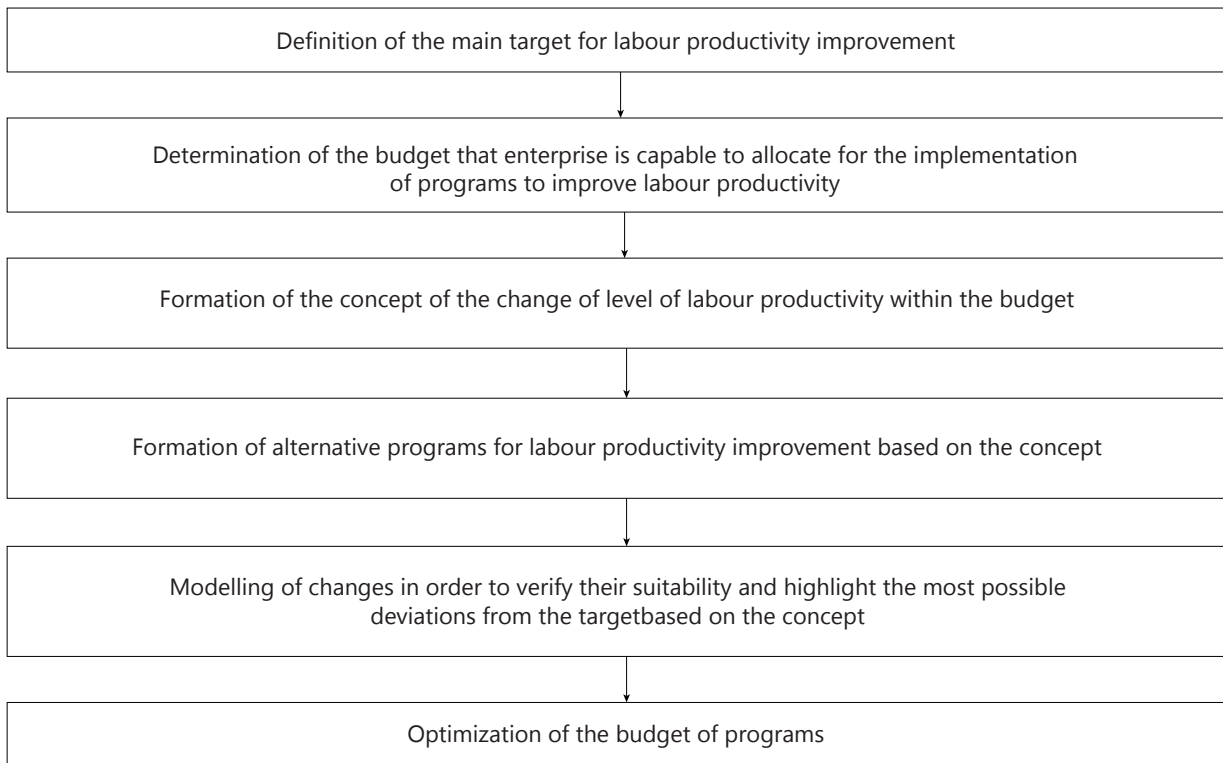 Definition of the main target for labour productivity improvement
Determination of the budget that enterprise is capable to allocate for the implementation
of programs to improve labour productivity
Formation of the concept of the change of level of labour productivity within the budget
Formation of alternative programs for labour productivity improvement based on the concept
Modelling of changes in order to verify their suitability and highlight the most possible
deviations from the targetbased on the concept
Optimization of the budget of programs